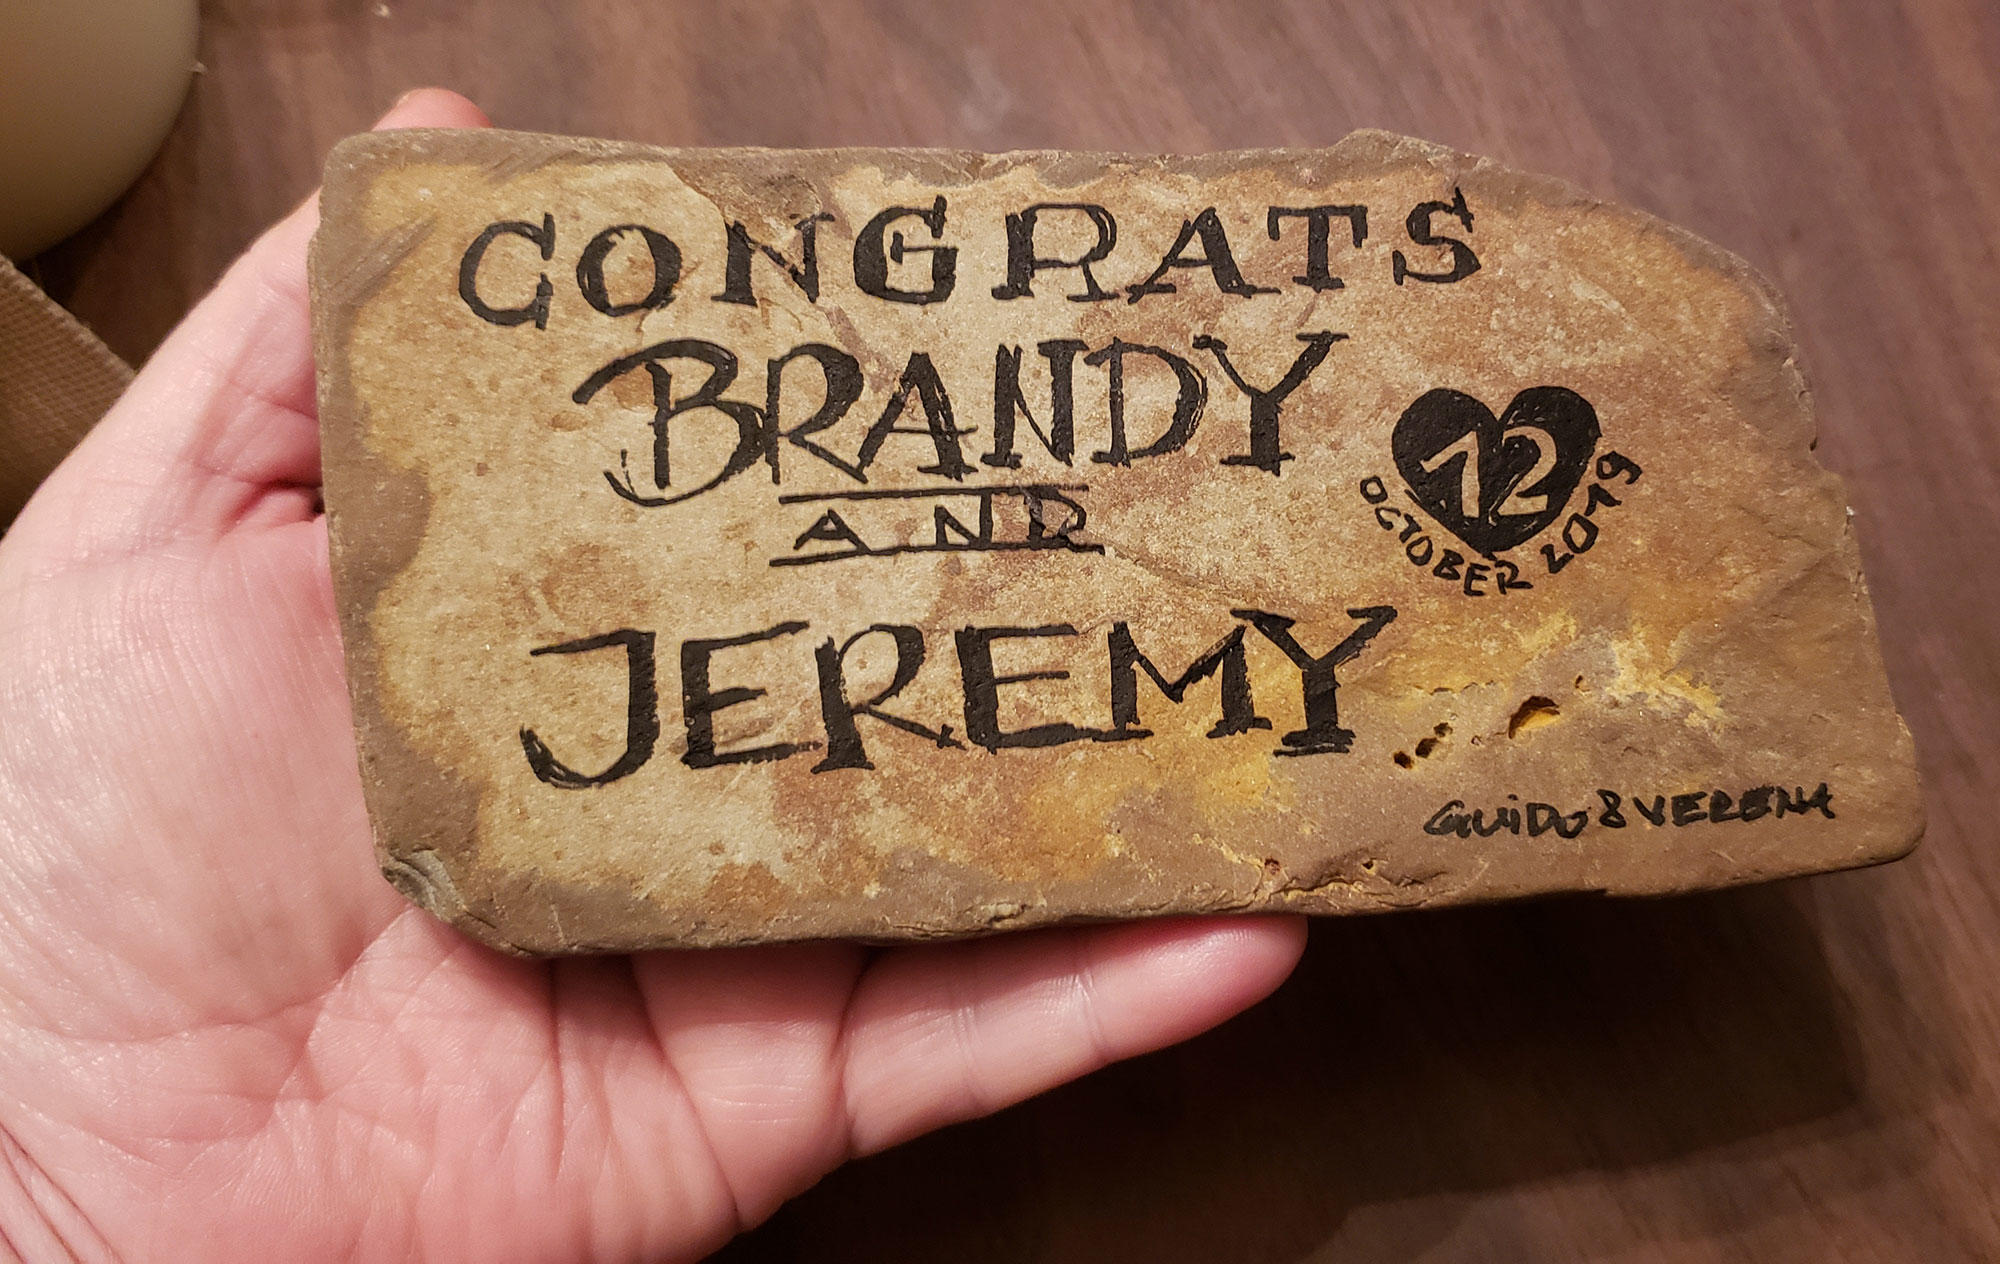 CONGRATS
BRANDY
AND
JEREMY
12
OCTOBER 2019
GUIDO & VERENA